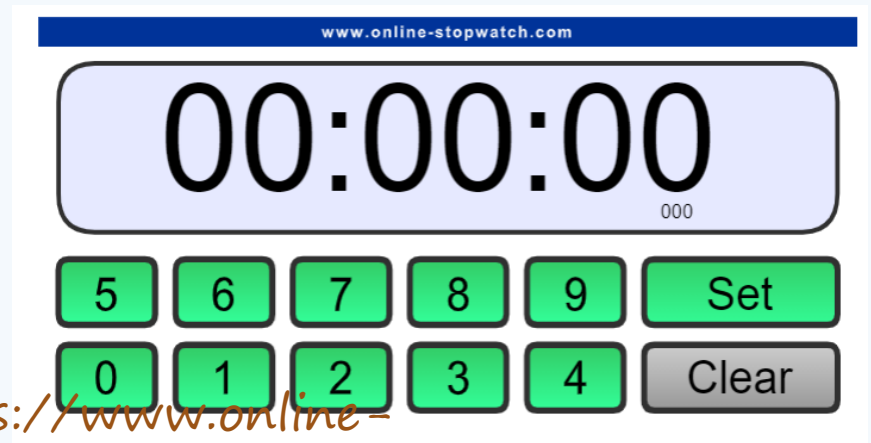 www.online-stopwatch.com
00:00:00
000
5 6 7 8 9 Set
0 1 2 3 4 Clear
s://www.online-